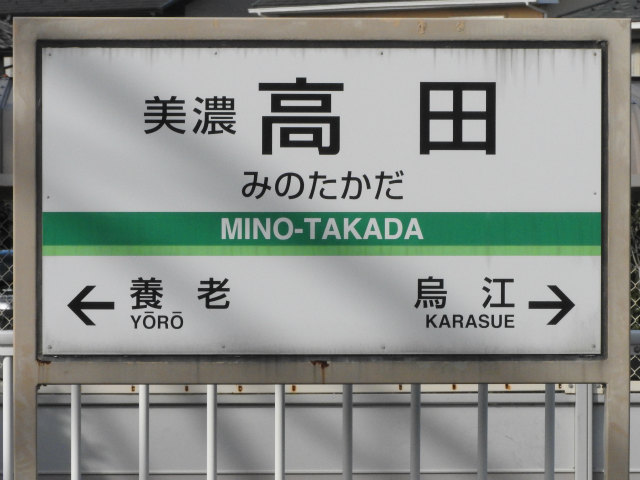 美濃高田
みのたかだ
MINO-TAKADA
← 養老 烏江 →
YŌRŌ KARASUE